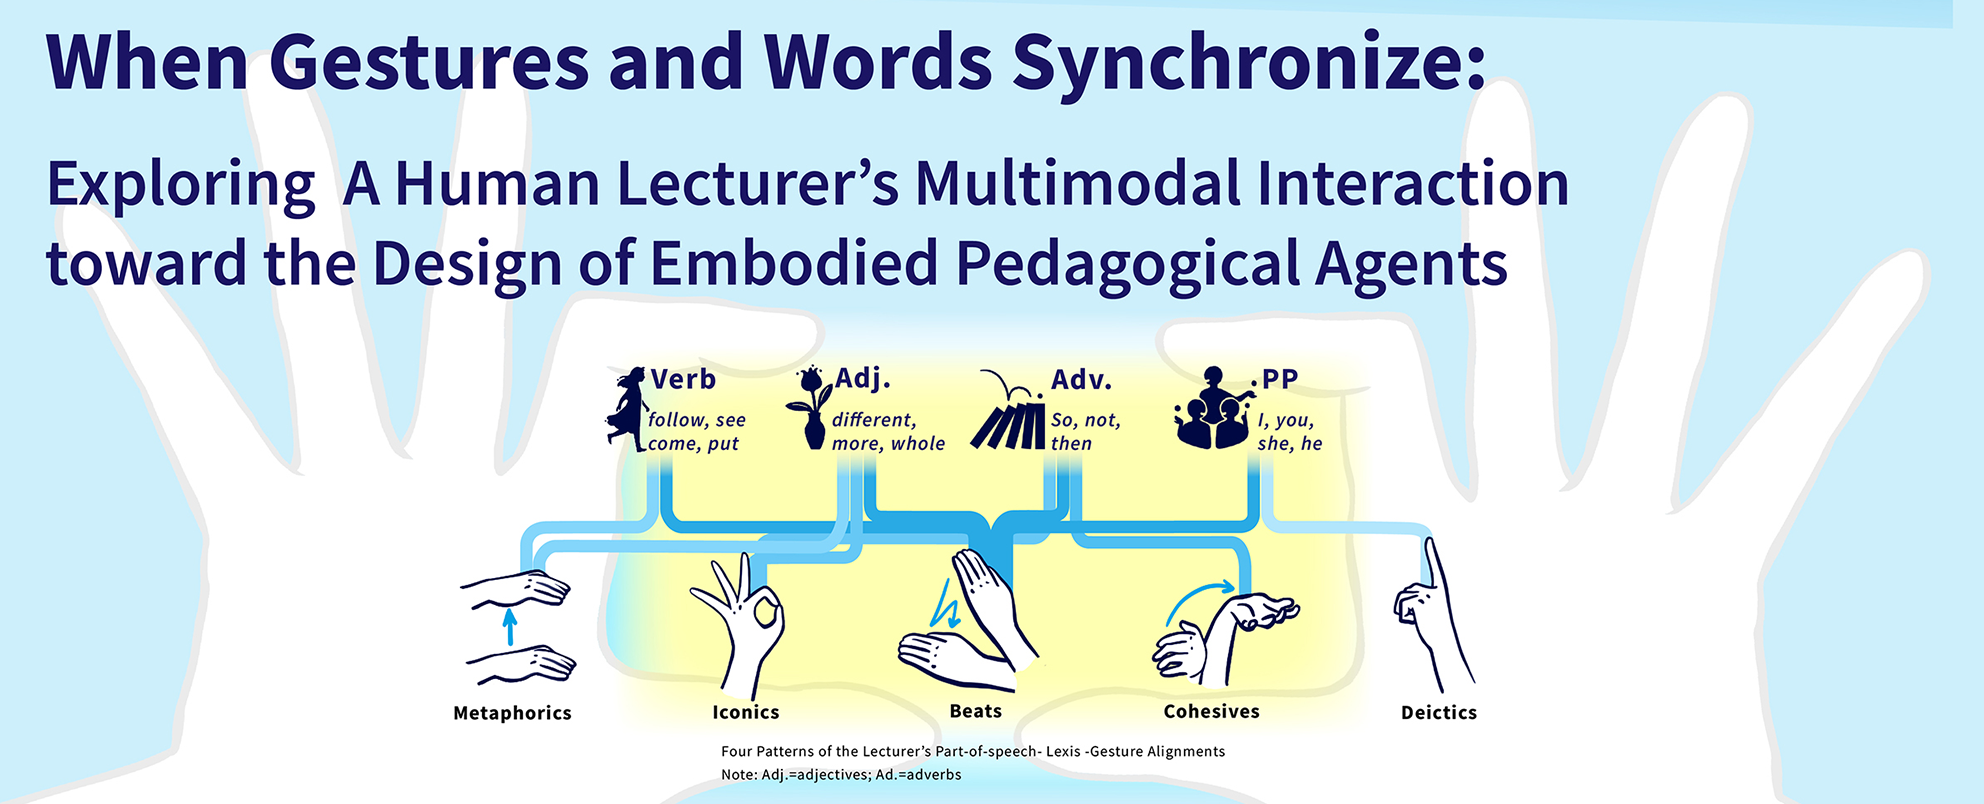 When Gestures and Words Synchronize:
Exploring A Human Lecturer’s Multimodal Interaction
toward the Design of Embodied Pedagogical Agents
Verb
follow, see
come, put
Adj.
different,
more, whole
Adv.
So, not,
then
PP
I, you,
she, he
Metaphorics
Iconics
Beats
Cohesives
Deictics
Four Patterns of the Lecturer’s Part-of-speech- Lexis -Gesture Alignments
Note: Adj.=adjectives; Ad.=adverbs